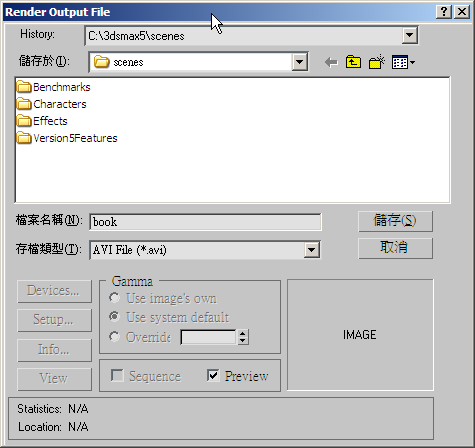 Render Output File
History: C:\3dsmax5\scenes
儲存於(I): scenes
Benchmarks
Characters
Effects
Version5Features
檔案名稱(N): book 儲存(S)
存檔類型(T): AVI File (*.avi) 取消
Devices...
Setup...
Info...
View
Gamma
Use image's own
Use system default
Override
Sequence Preview
IMAGE
Statistics: N/A
Location: N/A